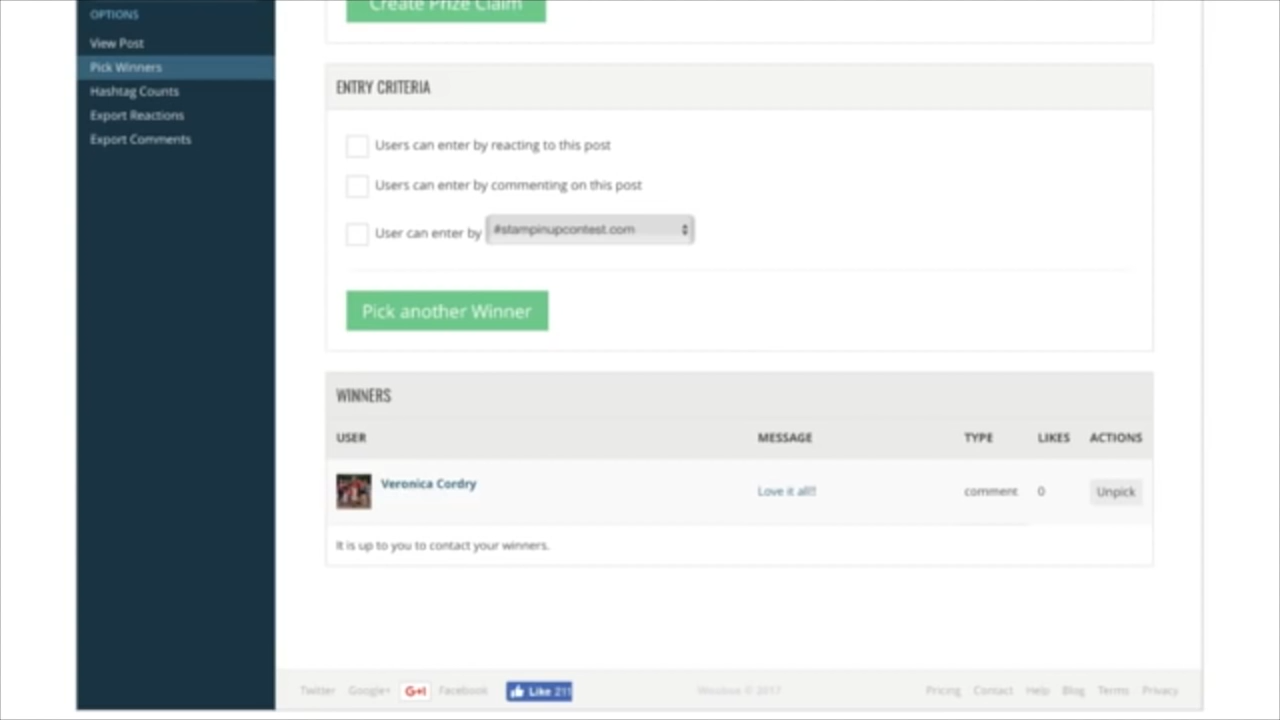 OPTIONS
View Post
Pick Winners
Hashtag Counts
Export Reactions
Export Comments
Create Prize Claim
ENTRY CRITERIA
Users can enter by reacting to this post
Users can enter by commenting on this post
User can enter by #stampinupcontest.com
Pick another Winner
WINNERS
USER MESSAGE TYPE LIKES ACTIONS
Veronica Cordry Love it all!! comment 0 Unpick
It is up to you to contact your winners.
Twitter Google+ G+1 Facebook Like 211 © 2017 Pricing Contact Help Blog Terms Privacy